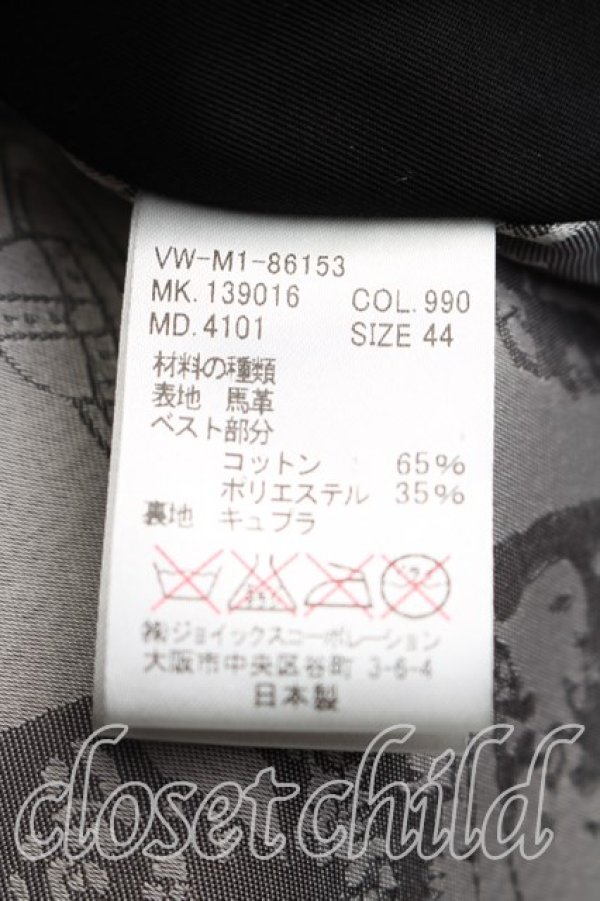 VW-M1-86153
MK. 139016 COL. 990
MD. 4101 SIZE 44
材料の種類
表地 馬革
ベスト部分
コットン 65%
ポリエステル 35%
裏地 キュプラ
㈱ジョイックスコーポレーション
大阪市中央区谷町 3-6-4
日本製
closetchild